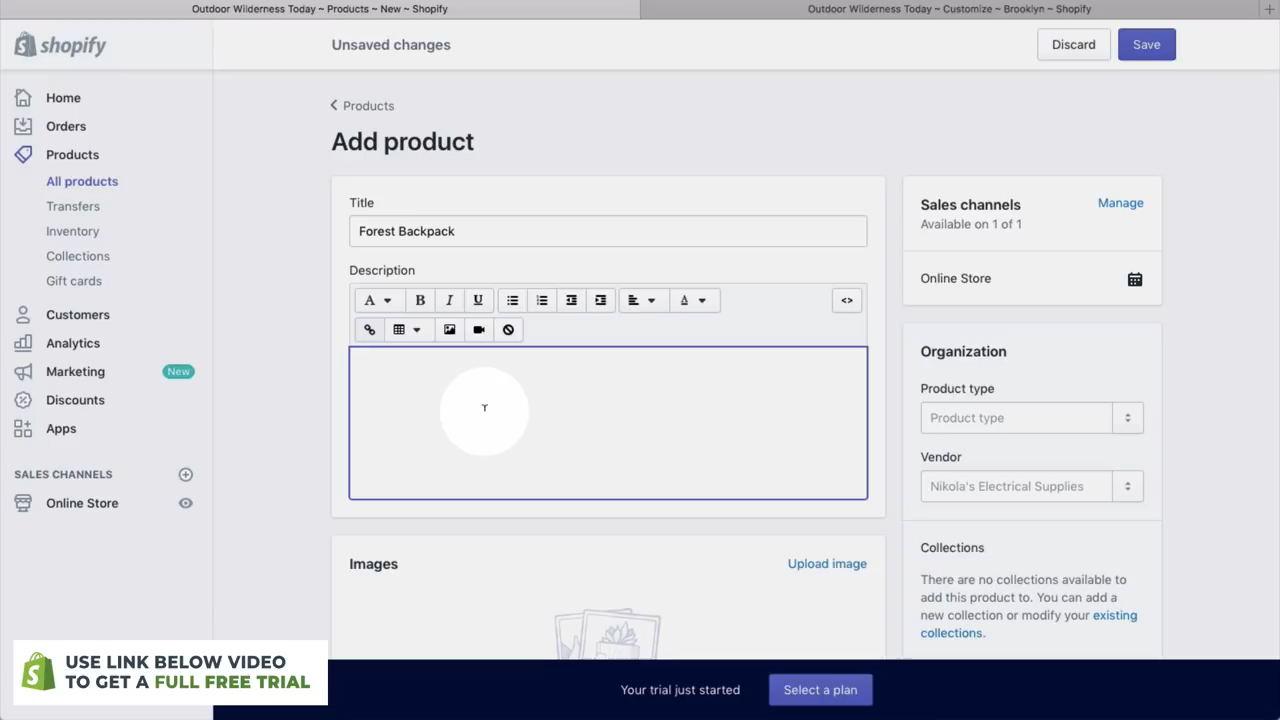 Outdoor Wilderness Today ~ Products ~ New ~ Shopify
Outdoor Wilderness Today ~ Customize ~ Brooklyn ~ Shopify
shopify
Unsaved changes
Discard
Save
Home
Orders
Products
All products
Transfers
Inventory
Collections
Gift cards
Customers
Analytics
Marketing
New
Discounts
Apps
SALES CHANNELS
Online Store
Products
Add product
Title
Forest Backpack
Description
A
B
I
U
A
<>
Images
Upload image
Sales channels
Manage
Available on 1 of 1
Online Store
Organization
Product type
Product type
Vendor
Nikola's Electrical Supplies
Collections
There are no collections available to
add this product to. You can add a
new collection or modify your existing
collections.
USE LINK BELOW VIDEO
TO GET A FULL FREE TRIAL
Your trial just started
Select a plan